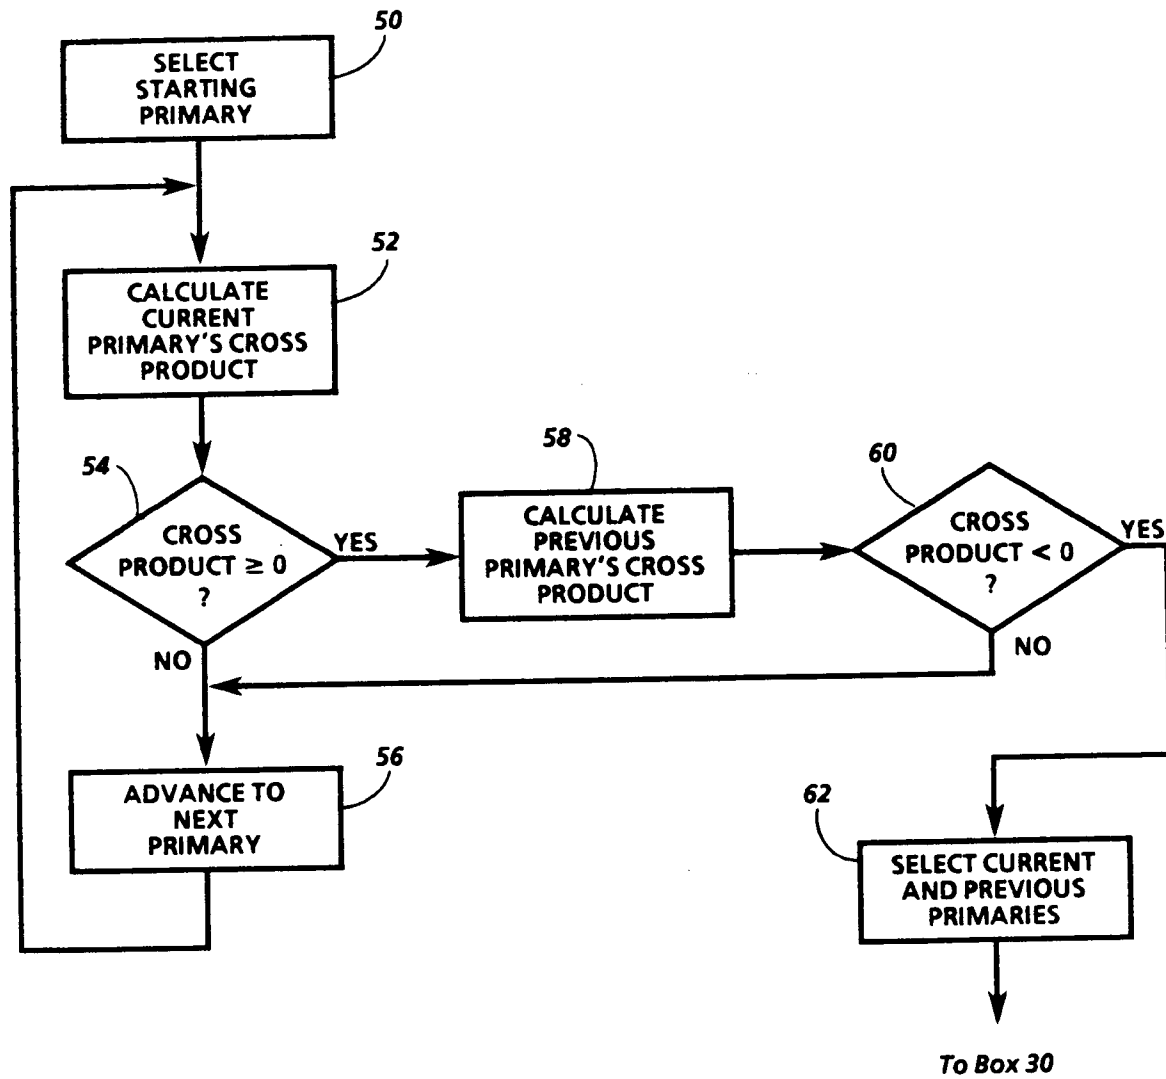 50
SELECT
STARTING
PRIMARY
52
CALCULATE
CURRENT
PRIMARY'S CROSS
PRODUCT
54
CROSS
PRODUCT ≥ 0
?
YES
NO
58
CALCULATE
PREVIOUS
PRIMARY'S CROSS
PRODUCT
60
CROSS
PRODUCT < 0
?
YES
NO
56
ADVANCE TO
NEXT
PRIMARY
62
SELECT CURRENT
AND PREVIOUS
PRIMARIES
To Box 30